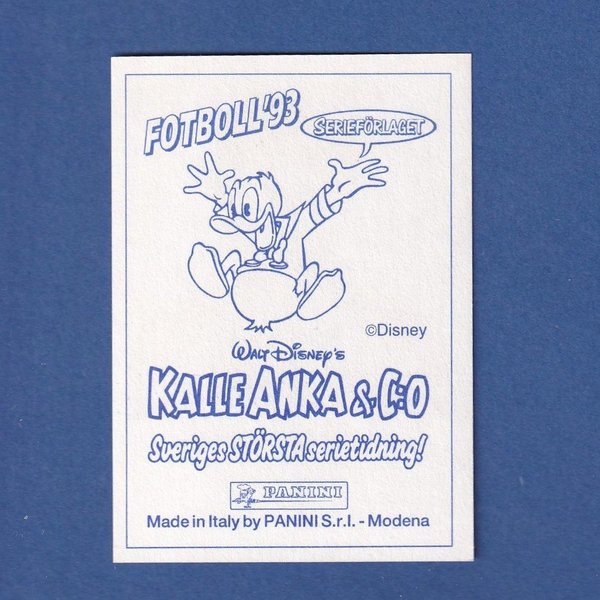 FOTBOLL '93
SERIEFÖRLAGET
©Disney
WALT DISNEY'S
KALLE ANKA & C:O
Sveriges STÖRSTA serietidning!
PANINI
Made in Italy by PANINI S.r.l. - Modena